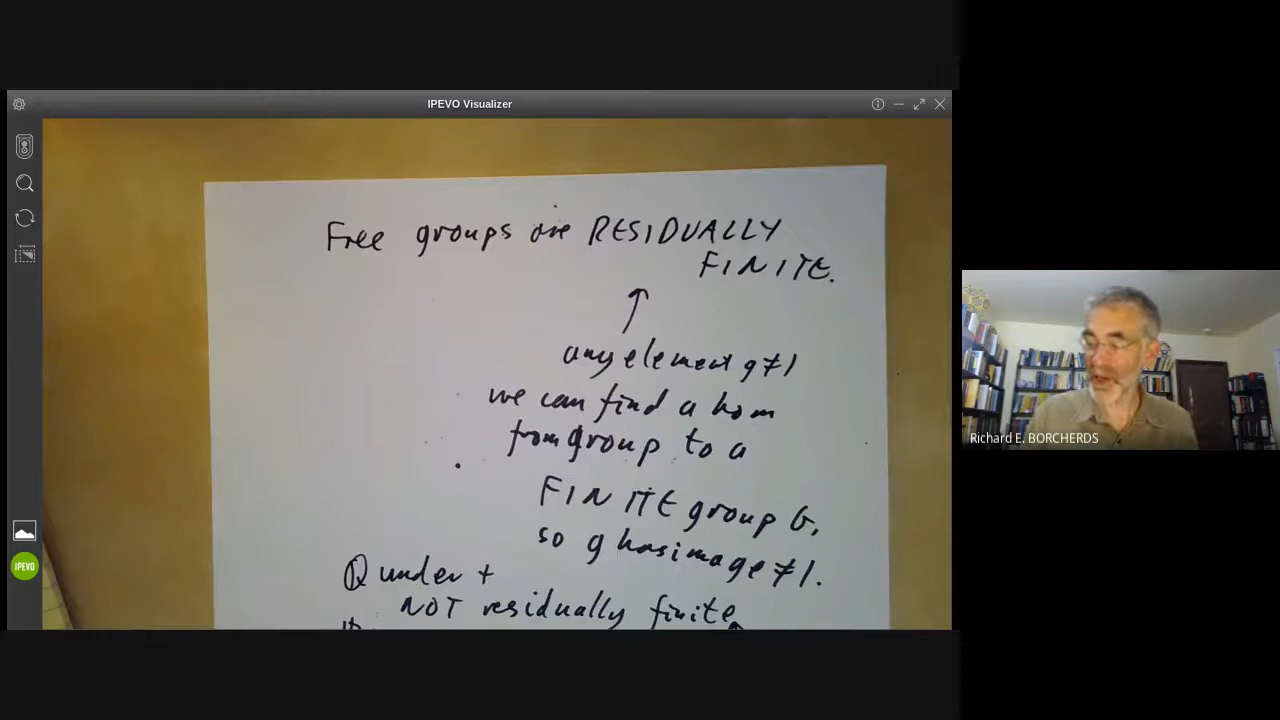 IPEVO Visualizer
Free groups are RESIDUALLY
FINITE.
any element g≠1
we can find a hom
from group to a
FINITE group G,
so g has image ≠1.
Q under +
NOT residually finite
IPEVO
Richard E. BORCHERDS